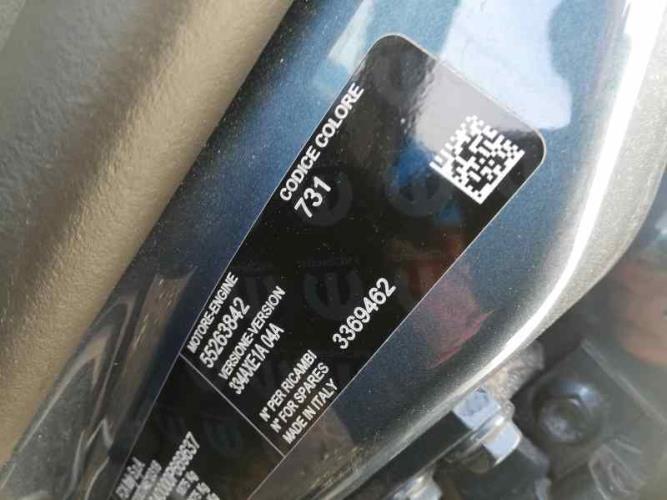 CODICE COLORE
731
MOTORE-ENGINE
55263842
VERSIONE-VERSION
334AXE1A 04A
N° PER RICAMBI
N° FOR SPARES
MADE IN ITALY
3369462